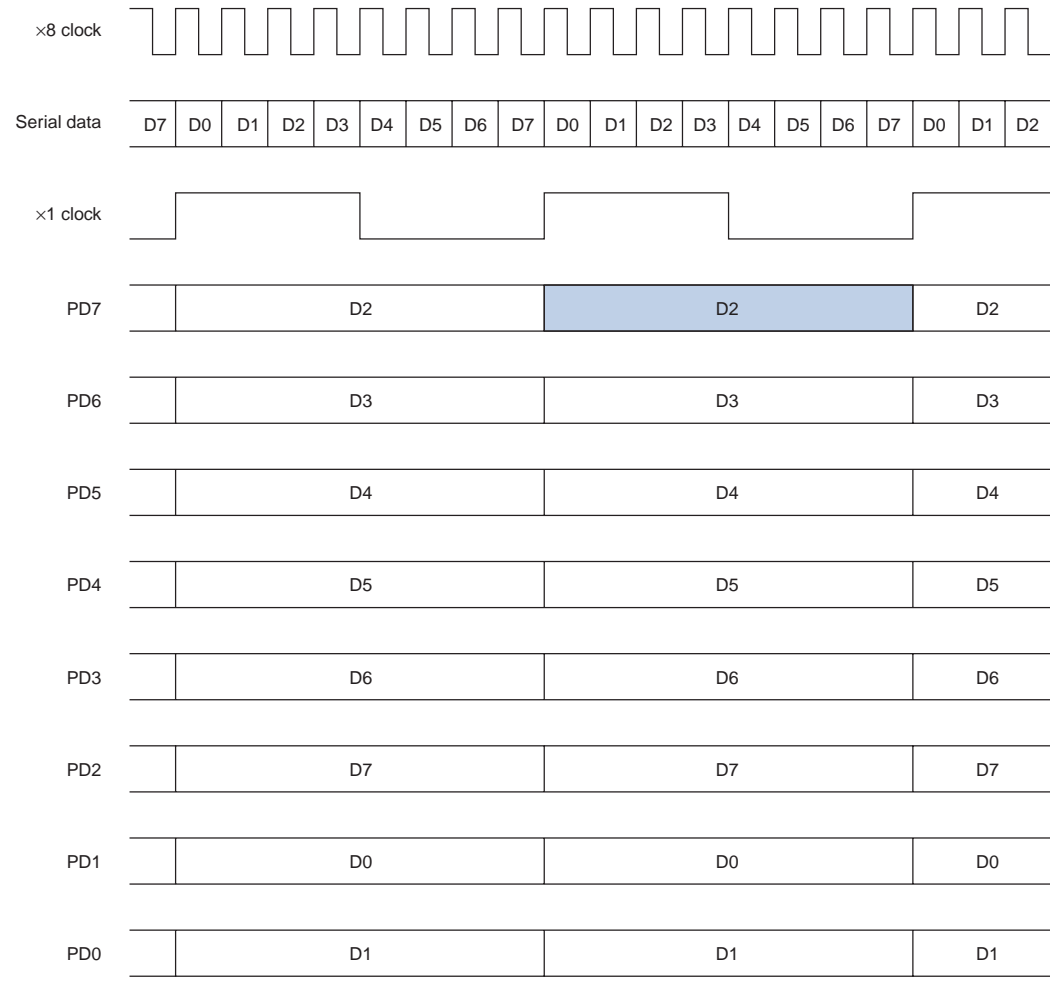 ×8 clock
Serial data D7 D0 D1 D2 D3 D4 D5 D6 D7 D0 D1 D2 D3 D4 D5 D6 D7 D0 D1 D2
×1 clock
PD7 D2 D2 D2
PD6 D3 D3 D3
PD5 D4 D4 D4
PD4 D5 D5 D5
PD3 D6 D6 D6
PD2 D7 D7 D7
PD1 D0 D0 D0
PD0 D1 D1 D1